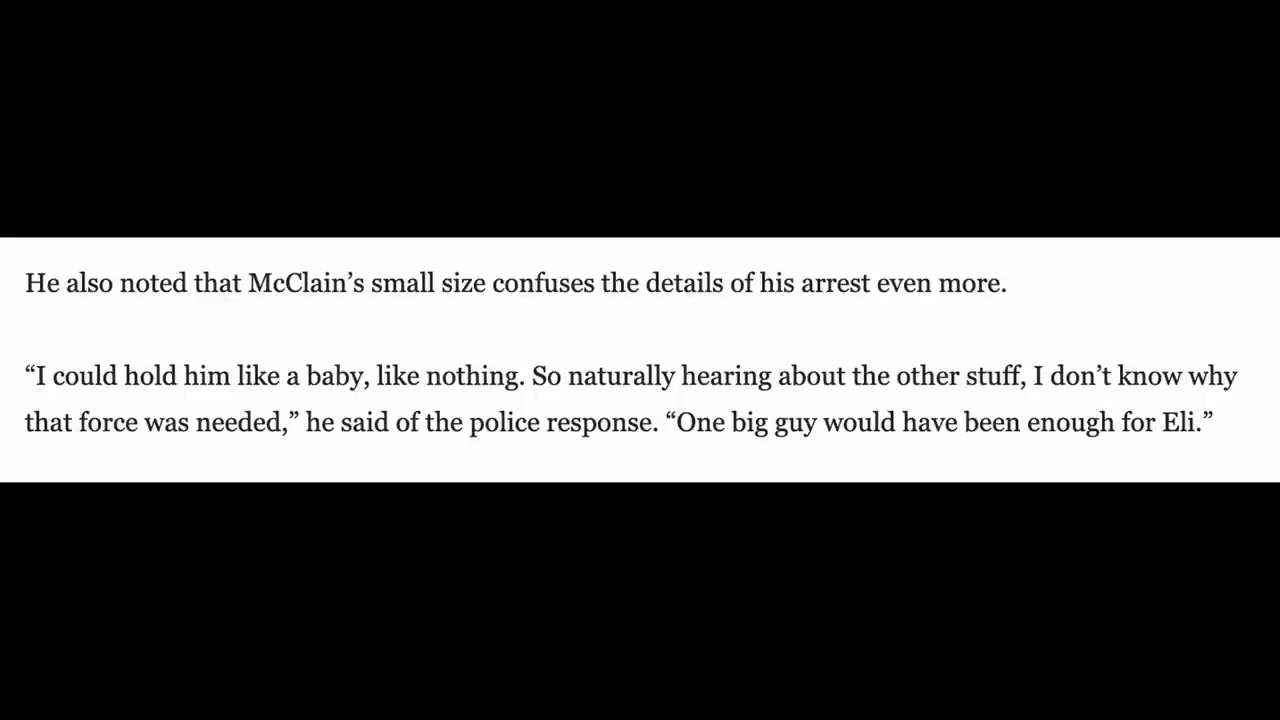 He also noted that McClain’s small size confuses the details of his arrest even more.
“I could hold him like a baby, like nothing. So naturally hearing about the other stuff, I don’t know why
that force was needed,” he said of the police response. “One big guy would have been enough for Eli.”